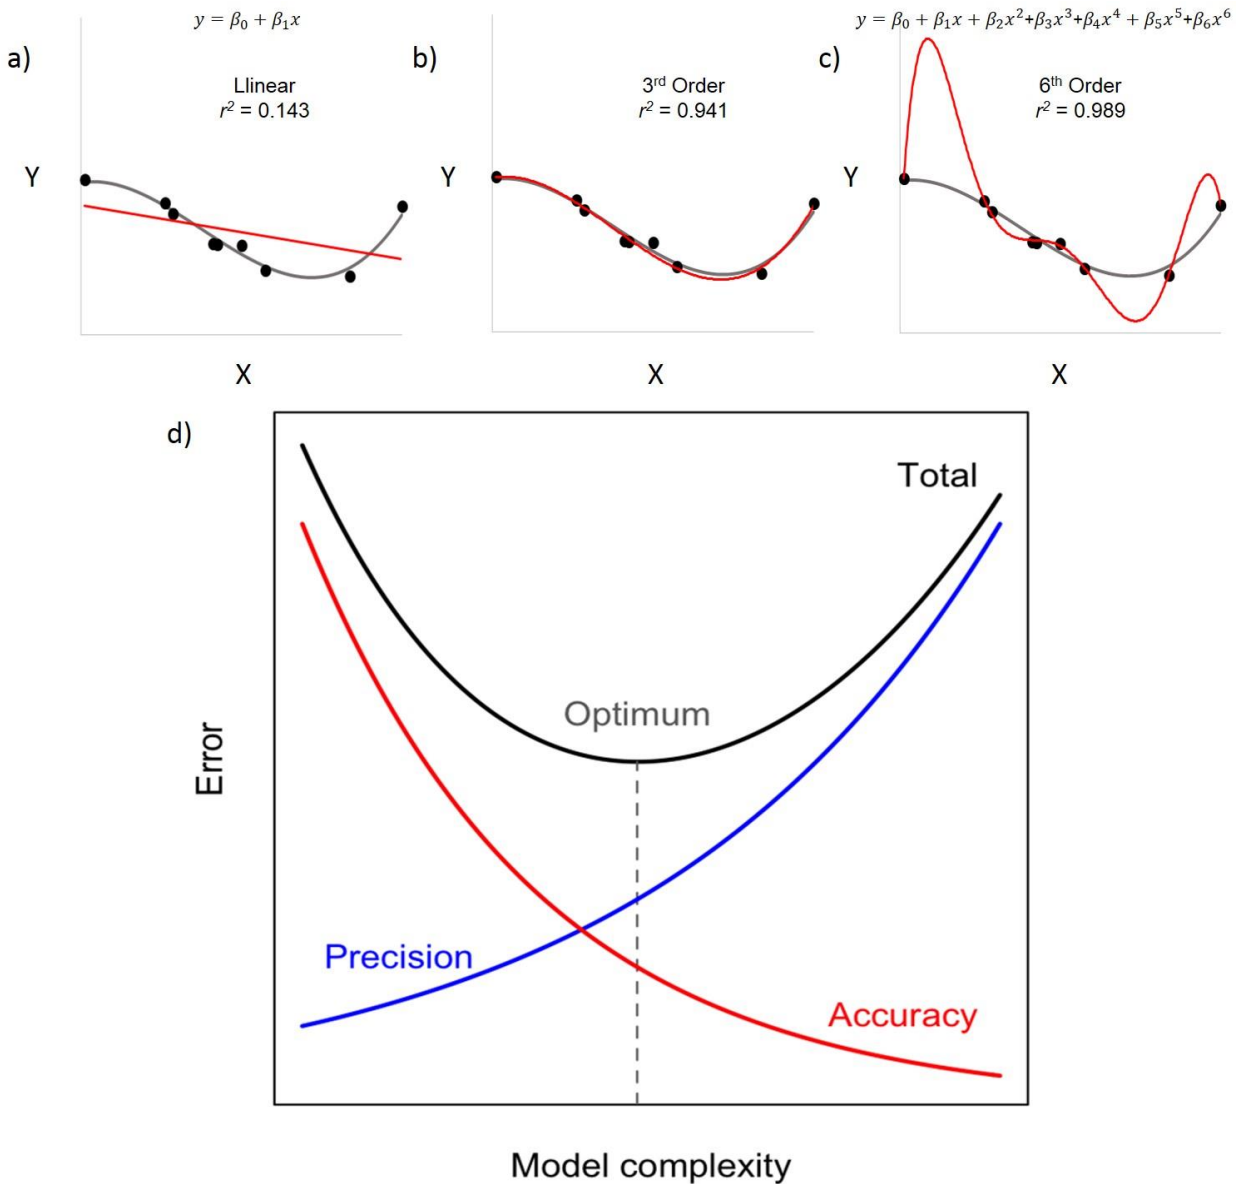 y = β₀ + β₁x
y = β₀ + β₁x + β₂x²+β₃x³+β₄x⁴ + β₅x⁵+β₆x⁶
a)
Llinear
r² = 0.143
Y
X
b)
3rd Order
r² = 0.941
Y
X
c)
6th Order
r² = 0.989
Y
X
d)
Total
Optimum
Error
Precision
Accuracy
Model complexity